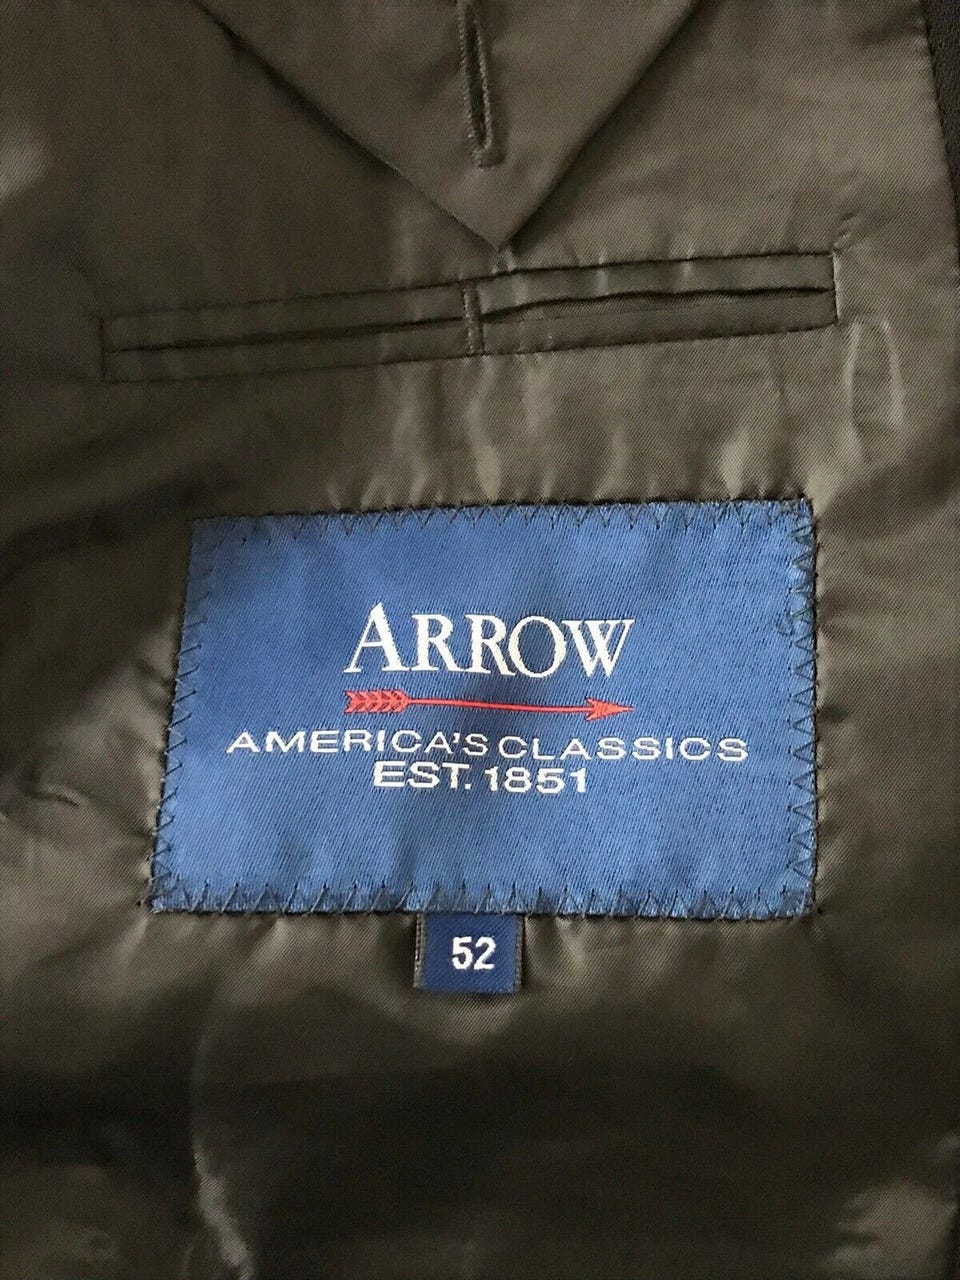 ARROW
AMERICA'S CLASSICS
EST. 1851
52